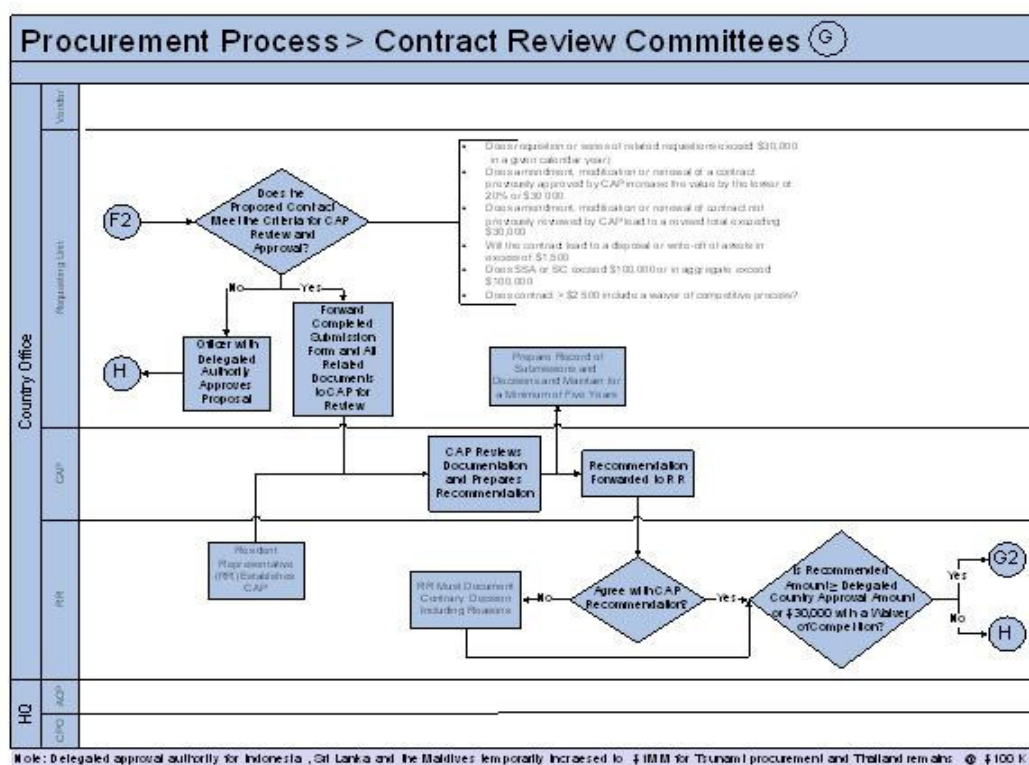 Procurement Process > Contract Review Committees G
Vendor
Requesting Unit
Country Office
CAP
RR
HQ
ACP
CPO
F2
Does he
Proposed Contract
Meet the Criteria for CAP
Review and
Approval?
• Does requisition or series of related requisitions exceed $30,000
in a given calendar year)
• Does amendment, modification or renewal of a contract
previously approved by CAP increase the value by the lower of
20% or $30 000
• Does amendment, modification or renewal of contract not
previously reviewed by CAP lead to a revised total exceeding
$30,000
• Will the contract lead to a disposal or write-off of assets in
excess of $1,500
• Does SSA or SC exceed $100,000 or in aggregate exceed
$100,000
• Does contract > $2 500 include a waiver of competitive process?
No
Yes
H
Officer with
Delegated
Authority
Approves
Proposal
Forward
Completed
Submission
Form and All
Related
Documents
to CAP for
Review
Prepare Record of
Submissions and
Decisions and Maintain for
a Minimum of Five Years
CAP Reviews
Documentation
and Prepares
Recommendation
Recommendation
Forwarded to RR
Resident
Representative
(RR) Establishes
CAP
RR Must Document
Contrary Decision
Including Reasons
No
Agree with CAP
Recommendation?
Yes
Is Recommended
Amount ≥ Delegated
Country Approval Amount
or $30,000 with a Waiver
of Competition?
Yes
G2
No
H
Note: Delegated approval authority for Indonesia , Sri Lanka and the Maldives temporarily incraesed to $1MM for Tsunami procurement and Thailand remains @ $100 K